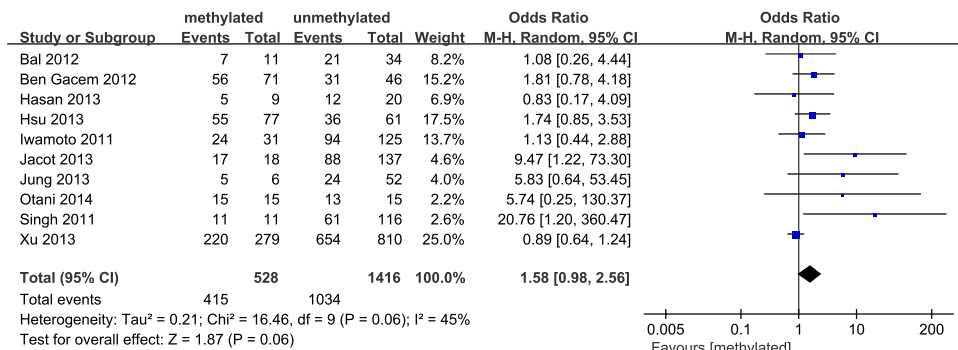 methylated unmethylated Odds Ratio Odds Ratio
Study or Subgroup Events Total Events Total Weight M-H, Random, 95% CI M-H, Random, 95% CI
Bal 2012 7 11 21 34 8.2% 1.08 [0.26, 4.44]
Ben Gacem 2012 56 71 31 46 15.2% 1.81 [0.78, 4.18]
Hasan 2013 5 9 12 20 6.9% 0.83 [0.17, 4.09]
Hsu 2013 55 77 36 61 17.5% 1.74 [0.85, 3.53]
Iwamoto 2011 24 31 94 125 13.7% 1.13 [0.44, 2.88]
Jacot 2013 17 18 88 137 4.6% 9.47 [1.22, 73.30]
Jung 2013 5 6 24 52 4.0% 5.83 [0.64, 53.45]
Otani 2014 15 15 13 15 2.2% 5.74 [0.25, 130.37]
Singh 2011 11 11 61 116 2.6% 20.76 [1.20, 360.47]
Xu 2013 220 279 654 810 25.0% 0.89 [0.64, 1.24]
Total (95% CI) 528 1416 100.0% 1.58 [0.98, 2.56]
Total events 415 1034
Heterogeneity: Tau² = 0.21; Chi² = 16.46, df = 9 (P = 0.06); I² = 45%
Test for overall effect: Z = 1.87 (P = 0.06)
0.005 0.1 1 10 200
Favours [methylated]